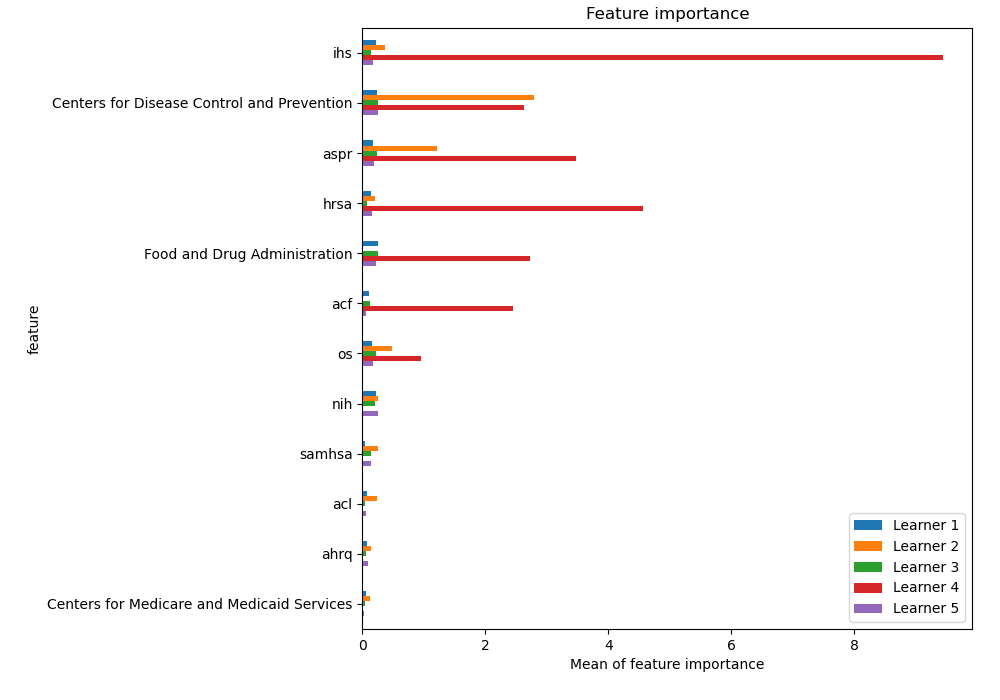 Feature importance
ihs
Centers for Disease Control and Prevention
aspr
hrsa
Food and Drug Administration
acf
os
nih
samhsa
acl
ahrq
Centers for Medicare and Medicaid Services
feature
0 2 4 6 8
Mean of feature importance
Learner 1
Learner 2
Learner 3
Learner 4
Learner 5